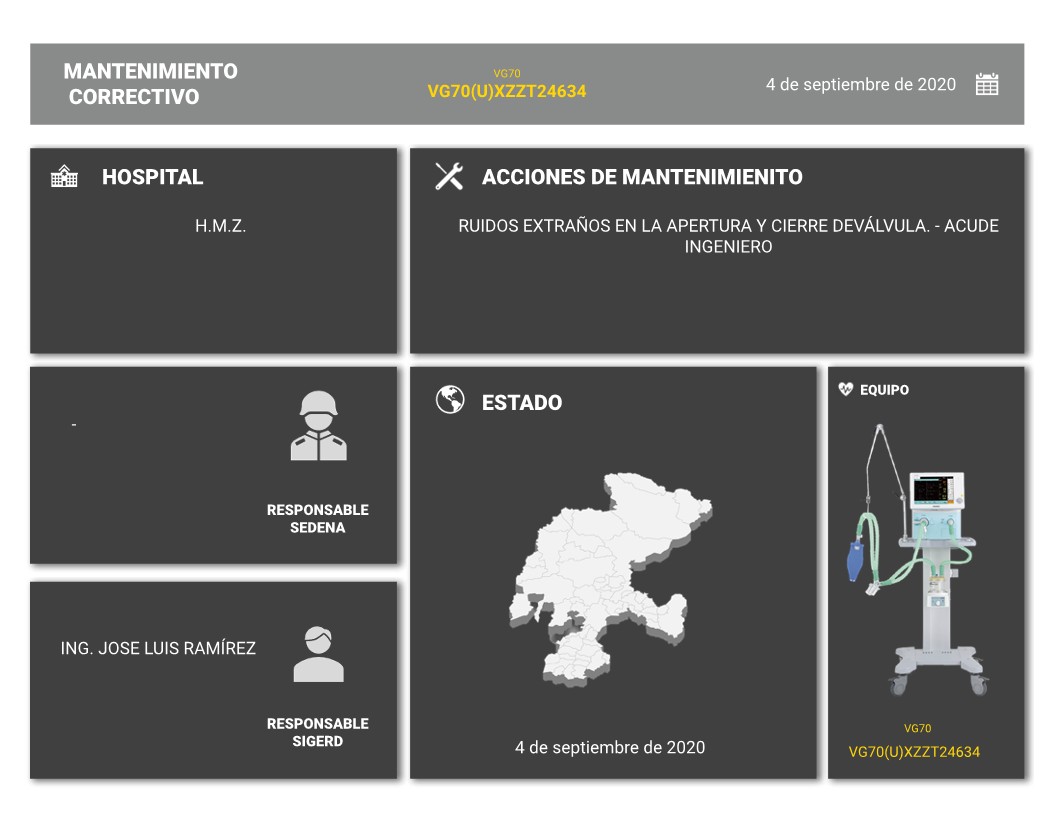 MANTENIMIENTO
CORRECTIVO
VG70
VG70(U)XZZT24634
4 de septiembre de 2020
HOSPITAL
H.M.Z.
ACCIONES DE MANTENIMIENITO
RUIDOS EXTRAÑOS EN LA APERTURA Y CIERRE DEVÁLVULA. - ACUDE
INGENIERO
-
RESPONSABLE
SEDENA
ING. JOSE LUIS RAMÍREZ
RESPONSABLE
SIGERD
ESTADO
4 de septiembre de 2020
EQUIPO
VG70
VG70(U)XZZT24634